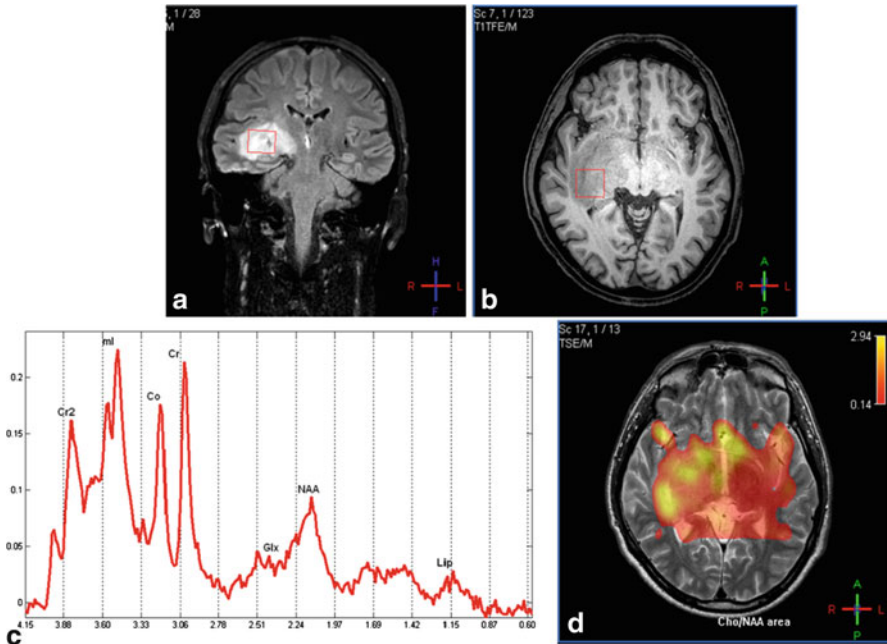 , 1 / 28
/M
H
R L
F
a
Sc 7, 1 / 123
T1TFE/M
A
R L
P
b
0.2
0.15
0.1
0.05
0
Cr2
mI
Co
Cr
Glx
NAA
Lip
4.15 3.88 3.60 3.33 3.06 2.78 2.51 2.24 1.96 1.69 1.42 1.15 0.87 0.60
c
Sc 17, 1 / 13
TSE/M
2.94
0.14
A
R L
P
Cho/NAA area
d